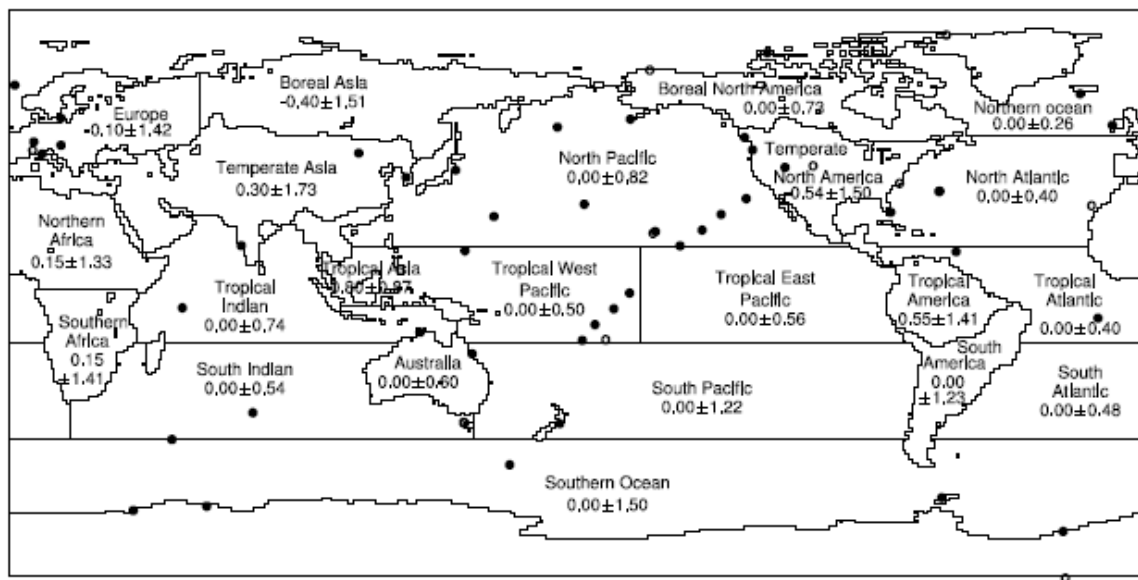 Boreal Asia
-0.40±1.51
Boreal North America
0.00±0.73
Northern ocean
0.00±0.26
Europe
-0.10±1.42
Temperate Asia
0.30±1.73
North Pacific
0.00±0.82
Temperate
North America
0.54±1.50
North Atlantic
0.00±0.40
Northern
Africa
0.15±1.33
Tropical
Indian
0.00±0.74
Tropical Asia
Tropical West
Pacific
0.00±0.50
Tropical East
Pacific
0.00±0.56
Tropical
America
0.55±1.41
Tropical
Atlantic
0.00±0.40
Southern
Africa
0.15
±1.41
South Indian
0.00±0.54
Australia
0.00±0.60
South Pacific
0.00±1.22
South
America
0.00
±1.23
South
Atlantic
0.00±0.48
Southern Ocean
0.00±1.50